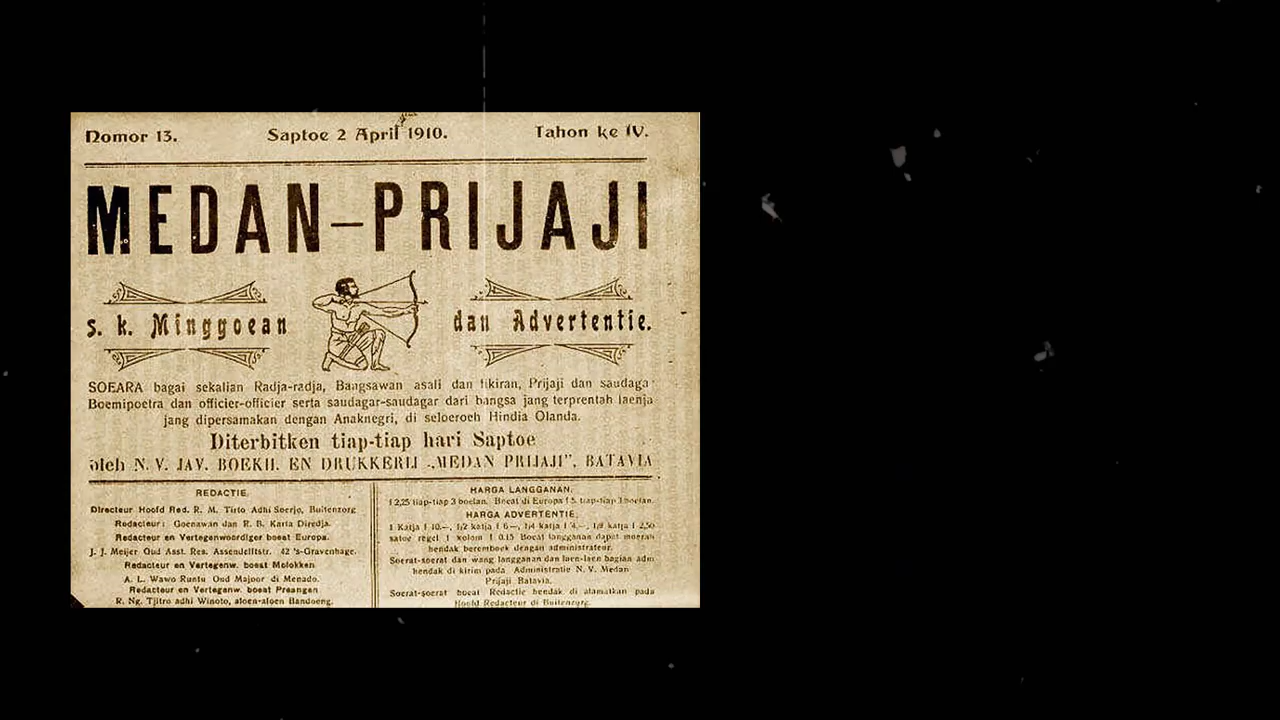 Nomor 13. Saptoe 2 April 1910. Tahon ke IV.
MEDAN–PRIJAJI
s. k. Minggoean dan Advertentie.
SOEARA bagai sekalian Radja-radja, Bangsawan asali dan fikiran, Prijaji dan saudaga
Boemipoetra dan officier-officier serta saudagar-saudagar dari bangsa jang terprentah laenja
jang dipersamakan dengan Anaknegri, di seloeroeh Hindia Olanda.
Diterbitken tiap-tiap hari Saptoe
oleh N. V. JAV. BOEKH. EN DRUKKERIJ „MEDAN PRIJAJI”, BATAVIA
REDACTIE.
Directeur Hoofd Red. R. M. Tirto Adhi Soerjo, Buitenzorg
Redacteur: Goenawan dan R. B. Karta Diredja.
Redacteur en Vertegenwoordiger boeat Europa.
J. J. Meijer Oud Asst. Res. Assendelftstr. 42 's-Gravenhage.
Redacteur en Vertegenw. boeat Molokken
A. L. Wawo Runtu Oud Majoor di Menado.
Redacteur en Vertegenw. boeat Preangan
R. Ng. Tjitro adhi Winoto, aloen-aloen Bandoeng.
HARGA LANGGANAN.
f 2,25 tiap-tiap 3 boelan. Boeat di Europa f 5. tiap-tiap 3 boelan.
HARGA ADVERTENTIE.
1 Katja f 10.—, 1/2 katja f 6—, 1/4 katja f 4.—, 1/8 katja f 2,50
satoe regel 1 kolom f 0.15 Boeat langganan dapat moerah
hendak beremboek dengan administrateur.
Soerat-soerat dan wang langganan dan laen-laen bagian adm
hendak di kirim pada Administratie N. V. Medan
Prijaji Batavia.
Soerat-soerat boeat Redactie hendak di alamatkan pada
Hoofd Redacteur di Buitenzorg.